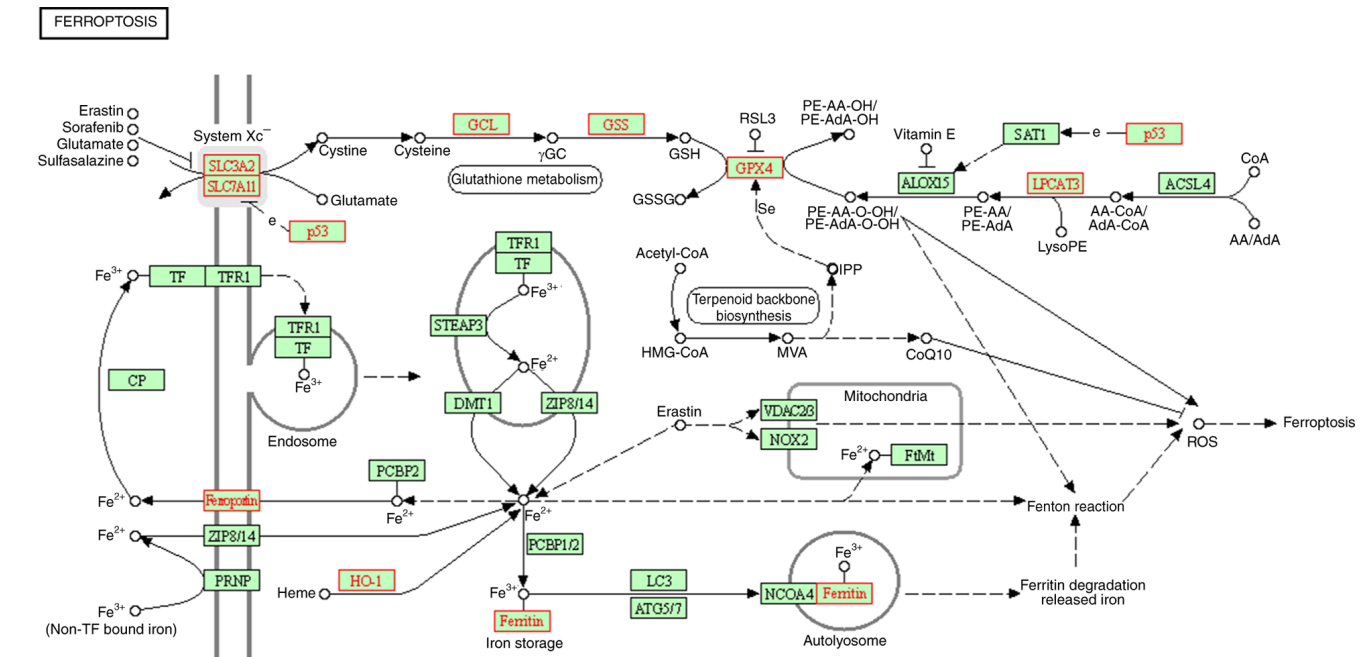 FERROPTOSIS
Erastin
Sorafenib
Glutamate
Sulfasalazine
System Xc⁻
SLC3A2
SLC7A11
Cystine
Glutamate
e
p53
Cysteine
GCL
γGC
GSS
GSH
Glutathione metabolism
GSSG
RSL3
GPX4
Se
PE-AA-OH/
PE-AdA-OH
Vitamin E
ALOX15
SAT1
e
p53
PE-AA-O-OH/
PE-AdA-O-OH
PE-AA/
PE-AdA
LPCAT3
LysoPE
AA-CoA/
AdA-CoA
ACSL4
CoA
AA/AdA
Fe³⁺
TF
TFR1
TFR1
TF
Fe³⁺
Endosome
CP
TFR1
TF
Fe³⁺
STEAP3
Fe²⁺
DMT1
ZIP8/14
Acetyl-CoA
Terpenoid backbone
biosynthesis
HMG-CoA
MVA
IPP
CoQ10
Erastin
VDAC2/3
NOX2
Mitochondria
Fe²⁺
FtMt
ROS
Ferroptosis
Fe²⁺
Ferroportin
PCBP2
Fe²⁺
Fe²⁺
Fenton reaction
Fe²⁺
ZIP8/14
PRNP
Fe³⁺
(Non-TF bound iron)
Heme
HO-1
PCBP1/2
Fe³⁺
Ferritin
Iron storage
LC3
ATG5/7
Fe³⁺
NCOA4
Ferritin
Autolyosome
Ferritin degradation
released iron